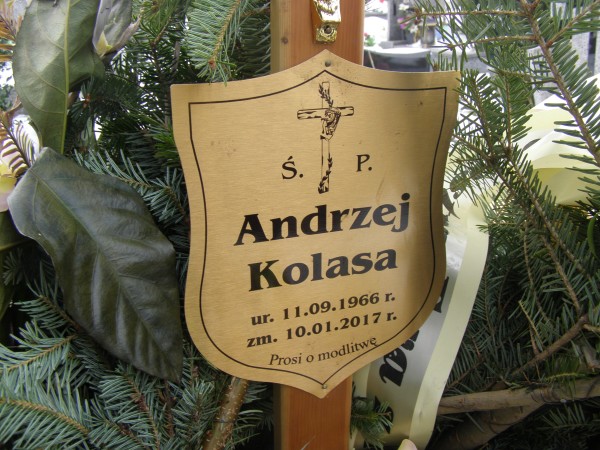 Ś. P.
Andrzej
Kolasa
ur. 11.09.1966 r.
zm. 10.01.2017 r.
Prosi o modlitwę